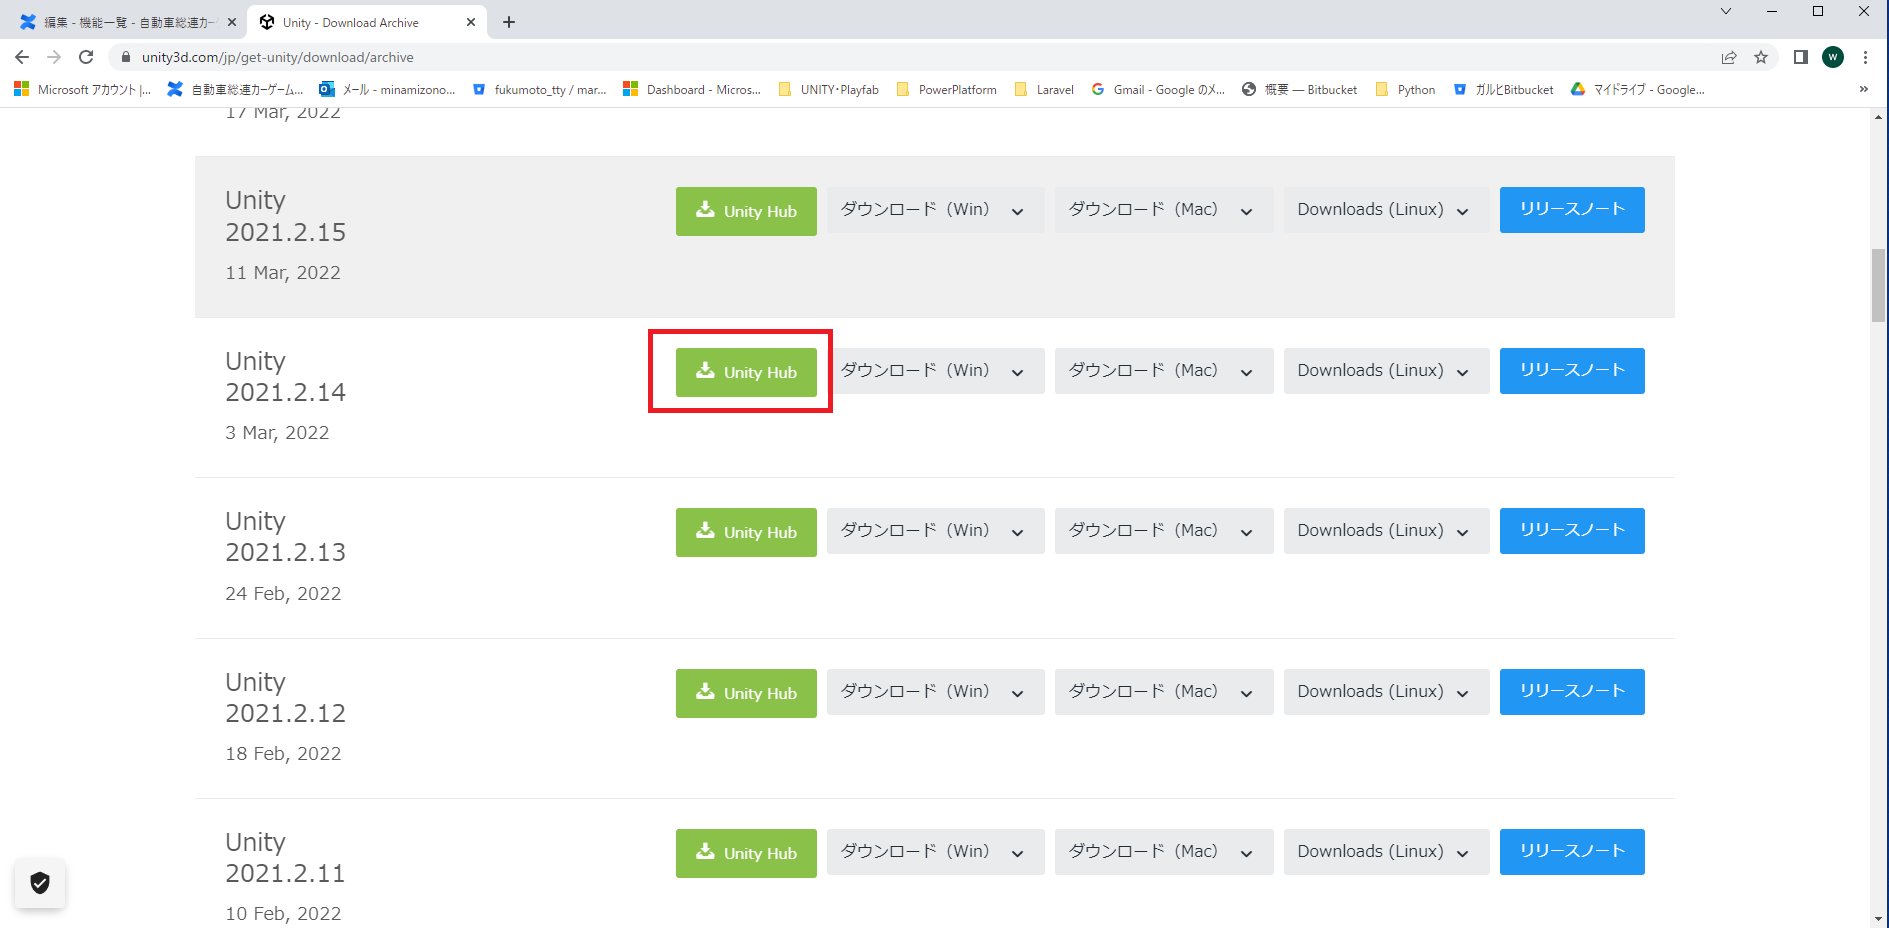 編集 - 機能一覧 - 自動車総連カー
Unity - Download Archive
unity3d.com/jp/get-unity/download/archive
W
Microsoft アカウント |...
自動車総連カーゲーム...
メール - minamizono...
fukumoto_tty / mar...
Dashboard - Micros...
UNITY・Playfab
PowerPlatform
Laravel
Gmail - Google のメ...
概要 — Bitbucket
Python
ガルヒBitbucket
マイドライブ - Google...
»
17 Mar, 2022
Unity
2021.2.15
11 Mar, 2022
Unity Hub
ダウンロード（Win）
ダウンロード（Mac）
Downloads (Linux)
リリースノート
Unity
2021.2.14
3 Mar, 2022
Unity Hub
ダウンロード（Win）
ダウンロード（Mac）
Downloads (Linux)
リリースノート
Unity
2021.2.13
24 Feb, 2022
Unity Hub
ダウンロード（Win）
ダウンロード（Mac）
Downloads (Linux)
リリースノート
Unity
2021.2.12
18 Feb, 2022
Unity Hub
ダウンロード（Win）
ダウンロード（Mac）
Downloads (Linux)
リリースノート
Unity
2021.2.11
10 Feb, 2022
Unity Hub
ダウンロード（Win）
ダウンロード（Mac）
Downloads (Linux)
リリースノート